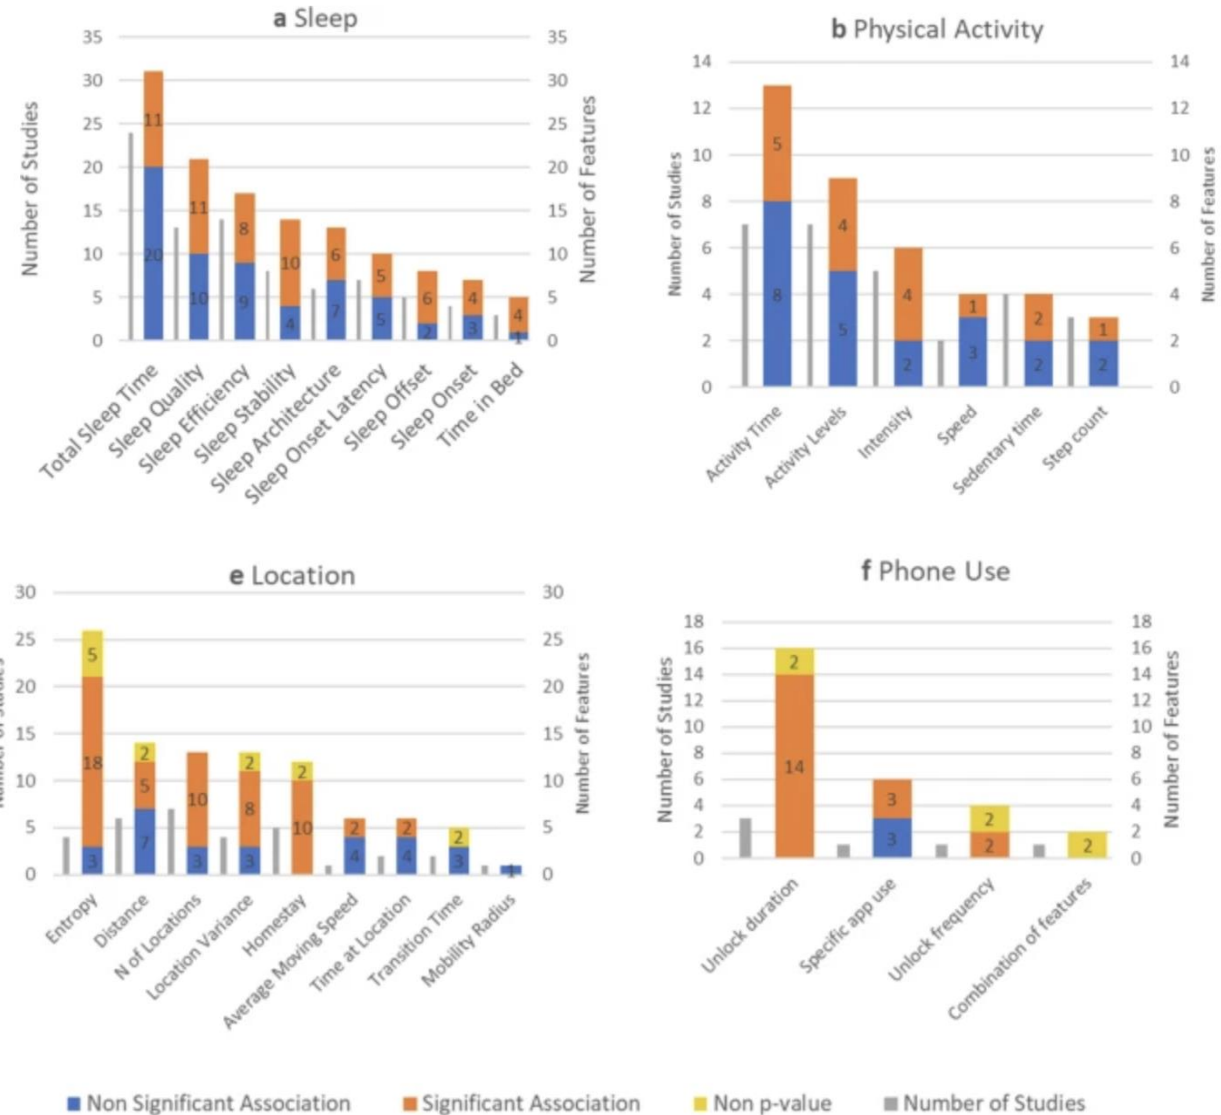 a Sleep
35
30
25
20
15
10
5
0
Number of Studies
11
20
11
10
8
9
10
4
6
7
5
5
6
2
4
3
4
1
35
30
25
20
15
10
5
0
Number of Features
Total Sleep Time
Sleep Quality
Sleep Efficiency
Sleep Stability
Sleep Architecture
Sleep Onset Latency
Sleep Offset
Sleep Onset
Time in Bed
b Physical Activity
14
12
10
8
6
4
2
0
Number of Studies
5
8
4
5
4
2
1
3
2
2
1
2
14
12
10
8
6
4
2
0
Number of Features
Activity Time
Activity Levels
Intensity
Speed
Sedentary time
Step count
e Location
30
25
20
15
10
5
0
5
18
3
2
5
7
10
3
2
8
3
2
10
2
4
2
4
2
3
1
30
25
20
15
10
5
0
Number of Features
Entropy
Distance
N of Locations
Location Variance
Homestay
Average Moving Speed
Time at Location
Transition Time
Mobility Radius
f Phone Use
18
16
14
12
10
8
6
4
2
0
Number of Studies
2
14
3
3
2
2
2
18
16
14
12
10
8
6
4
2
0
Number of Features
Unlock duration
Specific app use
Unlock frequency
Combination of features
Non Significant Association
Significant Association
Non p-value
Number of Studies